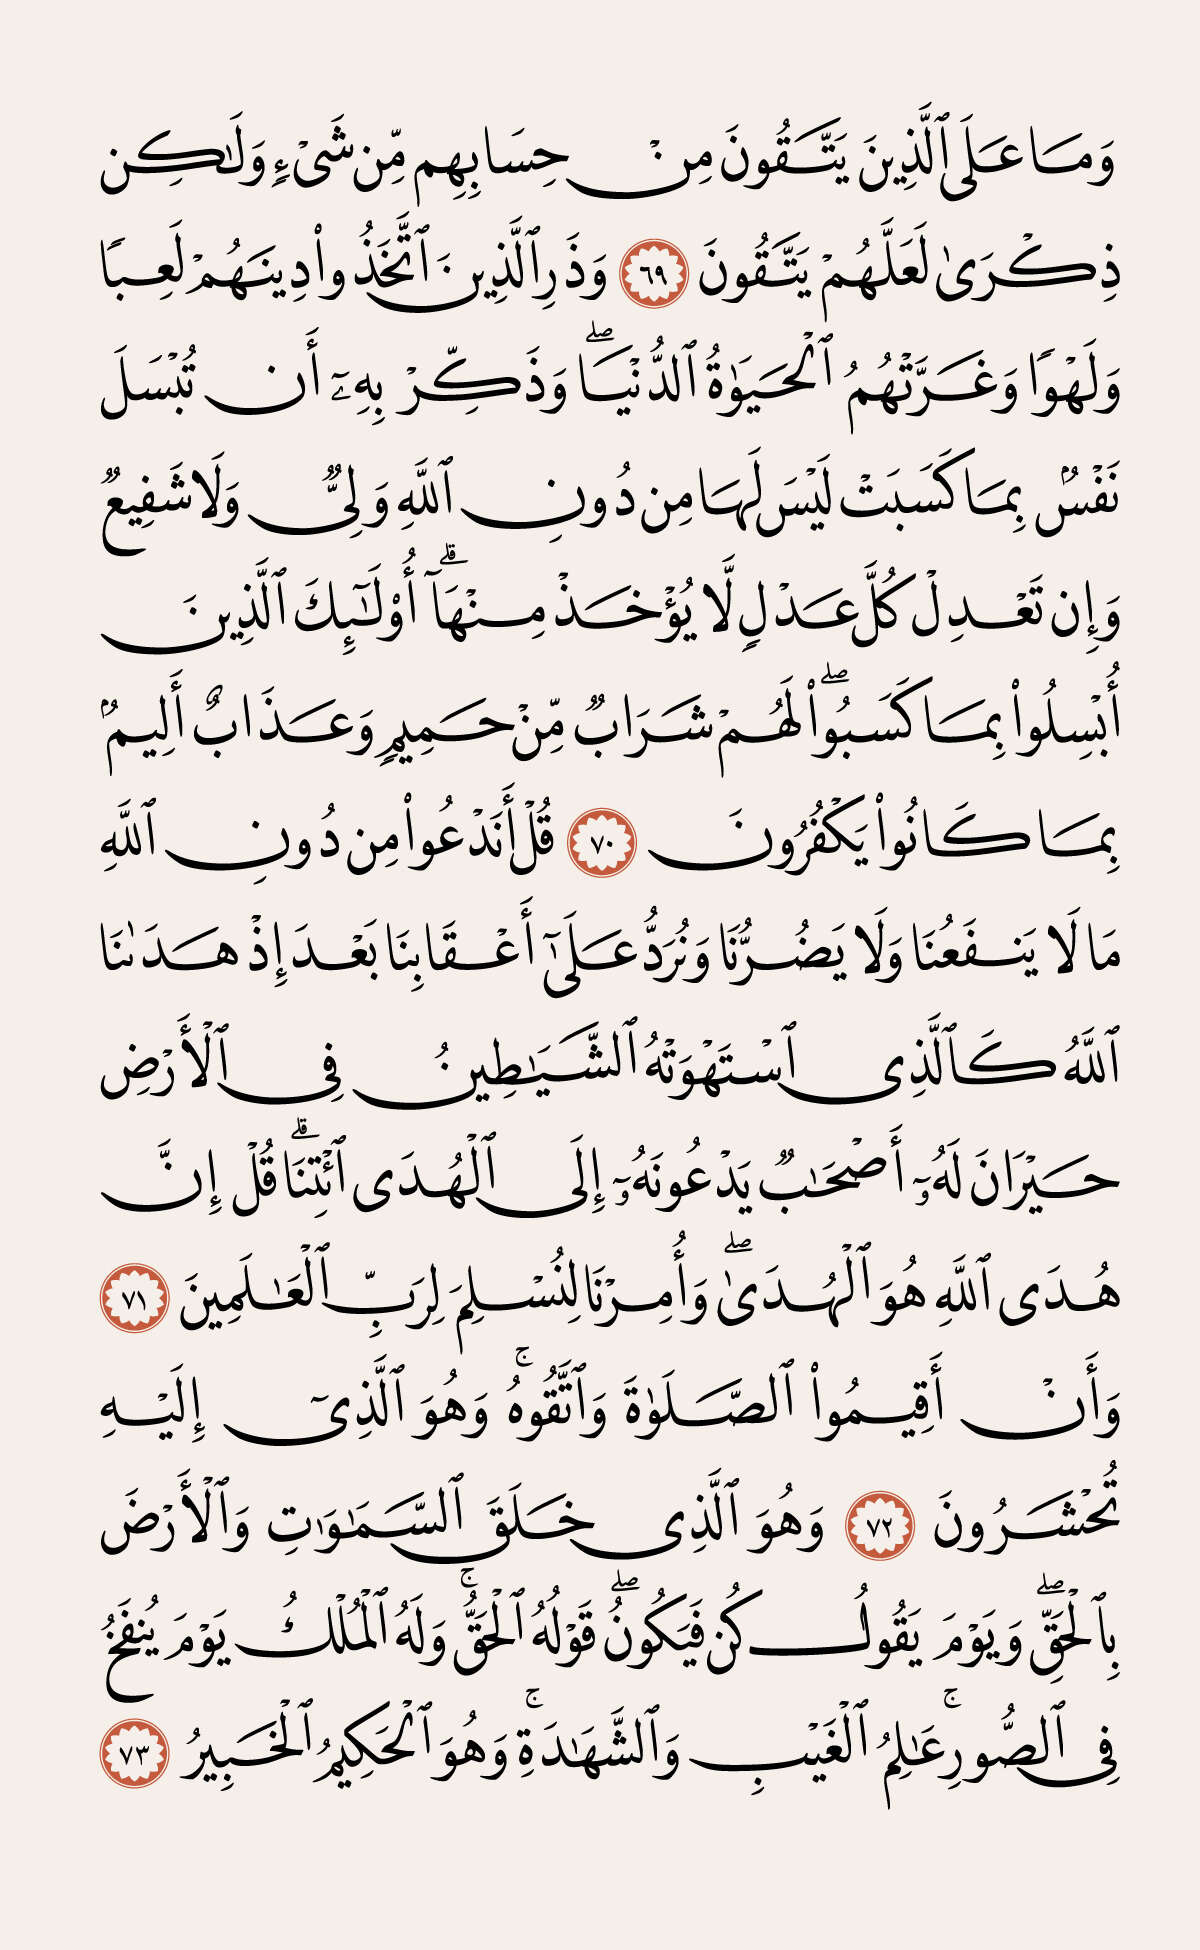 وَمَا عَلَى ٱلَّذِينَ يَتَّقُونَ مِنْ حِسَابِهِم مِّن شَىْءٍۢ وَلَـٰكِن
ذِكْرَىٰ لَعَلَّهُمْ يَتَّقُونَ ٦٩ وَذَرِ ٱلَّذِينَ ٱتَّخَذُوا۟ دِينَهُمْ لَعِبًۭا
وَلَهْوًۭا وَغَرَّتْهُمُ ٱلْحَيَوٰةُ ٱلدُّنْيَا ۖ وَذَكِّرْ بِهِۦٓ أَن تُبْسَلَ
نَفْسٌۢ بِمَا كَسَبَتْ لَيْسَ لَهَا مِن دُونِ ٱللَّهِ وَلِىٌّۭ وَلَا شَفِيعٌۭ
وَإِن تَعْدِلْ كُلَّ عَدْلٍۢ لَّا يُؤْخَذْ مِنْهَآ ۗ أُو۟لَـٰٓئِكَ ٱلَّذِينَ
أُبْسِلُوا۟ بِمَا كَسَبُوا۟ ۖ لَهُمْ شَرَابٌۭ مِّنْ حَمِيمٍۢ وَعَذَابٌ أَلِيمٌۢ
بِمَا كَانُوا۟ يَكْفُرُونَ ٧٠ قُلْ أَنَدْعُوا۟ مِن دُونِ ٱللَّهِ
مَا لَا يَنفَعُنَا وَلَا يَضُرُّنَا وَنُرَدُّ عَلَىٰٓ أَعْقَابِنَا بَعْدَ إِذْ هَدَىٰنَا
ٱللَّهُ كَٱلَّذِى ٱسْتَهْوَتْهُ ٱلشَّيَـٰطِينُ فِى ٱلْأَرْضِ
حَيْرَانَ لَهُۥٓ أَصْحَـٰبٌۭ يَدْعُونَهُۥٓ إِلَى ٱلْهُدَى ٱئْتِنَا ۗ قُلْ إِنَّ
هُدَى ٱللَّهِ هُوَ ٱلْهُدَىٰ ۖ وَأُمِرْنَا لِنُسْلِمَ لِرَبِّ ٱلْعَـٰلَمِينَ ٧١
وَأَنْ أَقِيمُوا۟ ٱلصَّلَوٰةَ وَٱتَّقُوهُ ۚ وَهُوَ ٱلَّذِىٓ إِلَيْهِ
تُحْشَرُونَ ٧٢ وَهُوَ ٱلَّذِى خَلَقَ ٱلسَّمَـٰوَٰتِ وَٱلْأَرْضَ
بِٱلْحَقِّ ۖ وَيَوْمَ يَقُولُ كُن فَيَكُونُ ۖ قَوْلُهُ ٱلْحَقُّ ۚ وَلَهُ ٱلْمُلْكُ يَوْمَ يُنفَخُ
فِى ٱلصُّورِ ۚ عَـٰلِمُ ٱلْغَيْبِ وَٱلشَّهَـٰدَةِ ۚ وَهُوَ ٱلْحَكِيمُ ٱلْخَبِيرُ ٧٣